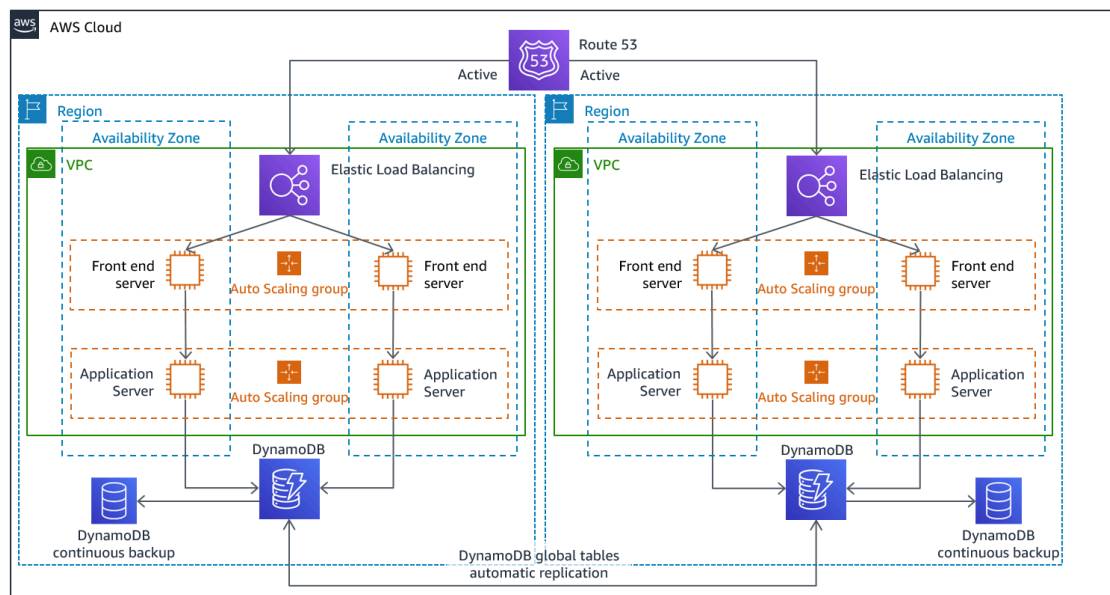 aws
AWS Cloud
53
Route 53
Active
Active
Region
Region
Availability Zone
Availability Zone
Availability Zone
Availability Zone
VPC
Elastic Load Balancing
VPC
Elastic Load Balancing
Front end
server
Auto Scaling group
Front end
server
Front end
server
Auto Scaling group
Front end
server
Application
Server
Auto Scaling group
Application
Server
Application
Server
Auto Scaling group
Application
Server
DynamoDB
DynamoDB
DynamoDB
continuous backup
DynamoDB
continuous backup
DynamoDB global tables
automatic replication